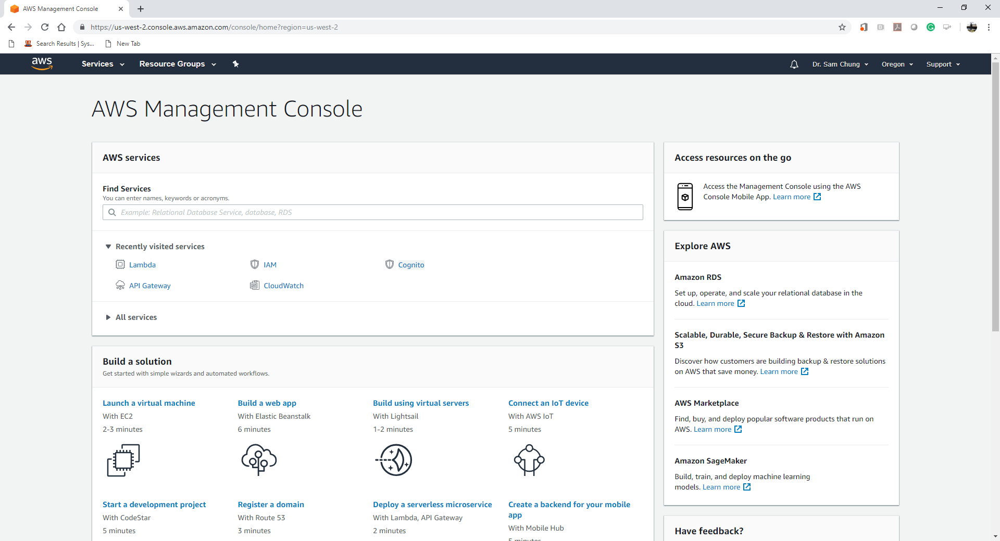 AWS Management Console
https://us-west-2.console.aws.amazon.com/console/home?region=us-west-2
Search Results | Sys...
New Tab
aws
Services
Resource Groups
Dr. Sam Chung
Oregon
Support
AWS Management Console
AWS services
Find Services
You can enter names, keywords or acronyms.
Example: Relational Database Service, database, RDS
Recently visited services
Lambda
IAM
Cognito
API Gateway
CloudWatch
All services
Build a solution
Get started with simple wizards and automated workflows.
Launch a virtual machine
With EC2
2-3 minutes
Build a web app
With Elastic Beanstalk
6 minutes
Build using virtual servers
With Lightsail
1-2 minutes
Connect an IoT device
With AWS IoT
5 minutes
Start a development project
With CodeStar
5 minutes
Register a domain
With Route 53
3 minutes
Deploy a serverless microservice
With Lambda, API Gateway
2 minutes
Create a backend for your mobile
app
With Mobile Hub
5 minutes
Access resources on the go
Access the Management Console using the AWS
Console Mobile App. Learn more
Explore AWS
Amazon RDS
Set up, operate, and scale your relational database in the
cloud. Learn more
Scalable, Durable, Secure Backup & Restore with Amazon
S3
Discover how customers are building backup & restore solutions
on AWS that save money. Learn more
AWS Marketplace
Find, buy, and deploy popular software products that run on
AWS. Learn more
Amazon SageMaker
Build, train, and deploy machine learning
models. Learn more
Have feedback?